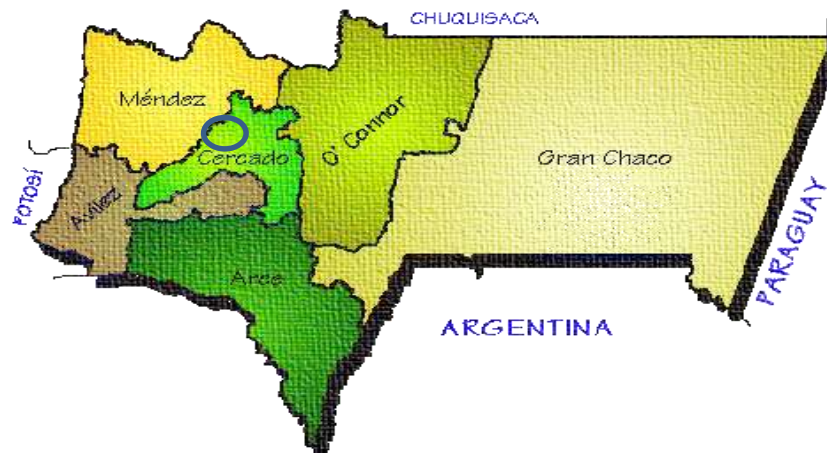 CHUQUISACA
Méndez
O' Connor
Cercado
Gran Chaco
POTOSÍ
Avilez
PARAGUAY
Arce
ARGENTINA